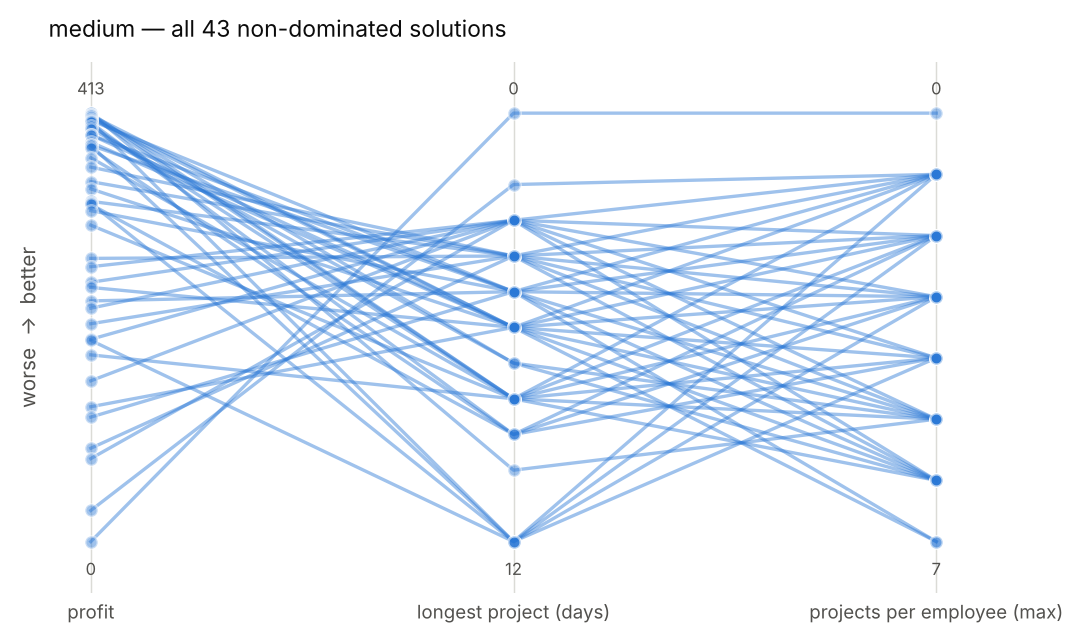 medium — all 43 non-dominated solutions
413
0
0
worse → better
0
12
7
profit
longest project (days)
projects per employee (max)